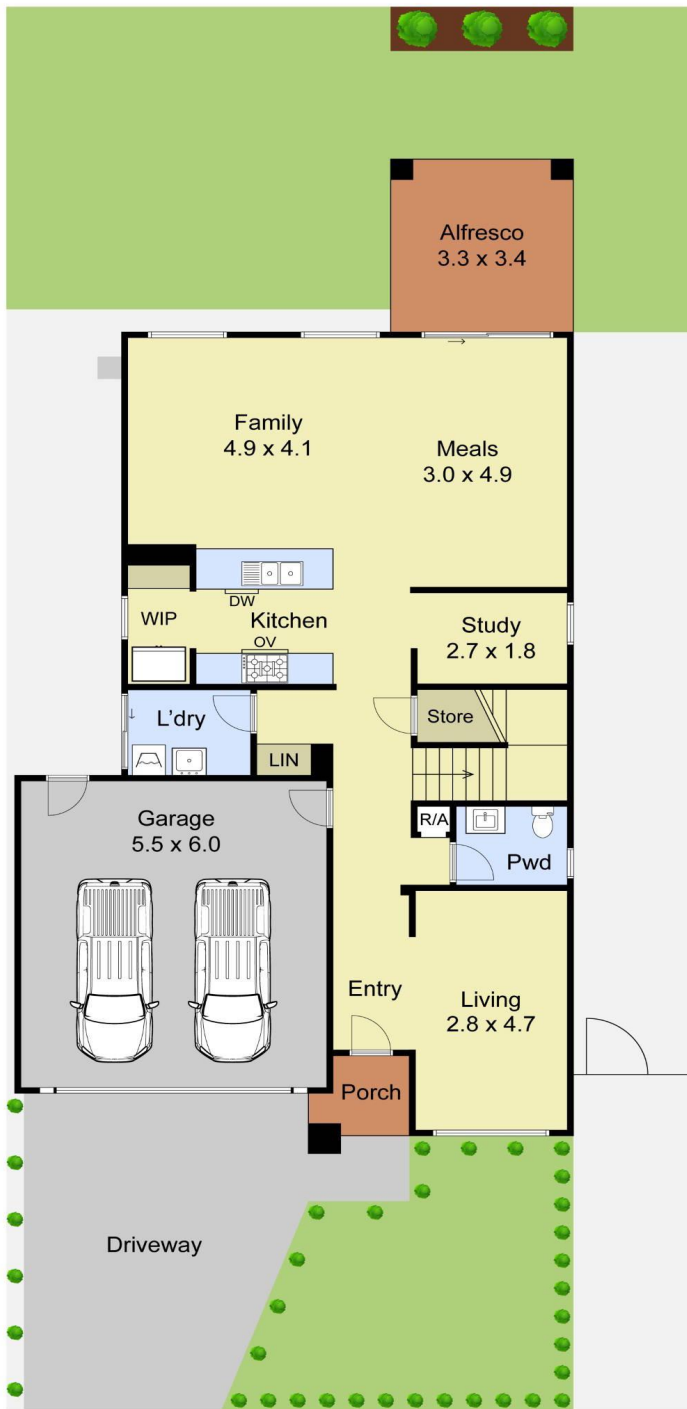 Alfresco
3.3 x 3.4
Family
4.9 x 4.1
Meals
3.0 x 4.9
DW
WIP
Kitchen
OV
Study
2.7 x 1.8
L'dry
Store
LIN
Garage
5.5 x 6.0
R/A
Pwd
Entry
Living
2.8 x 4.7
Porch
Driveway